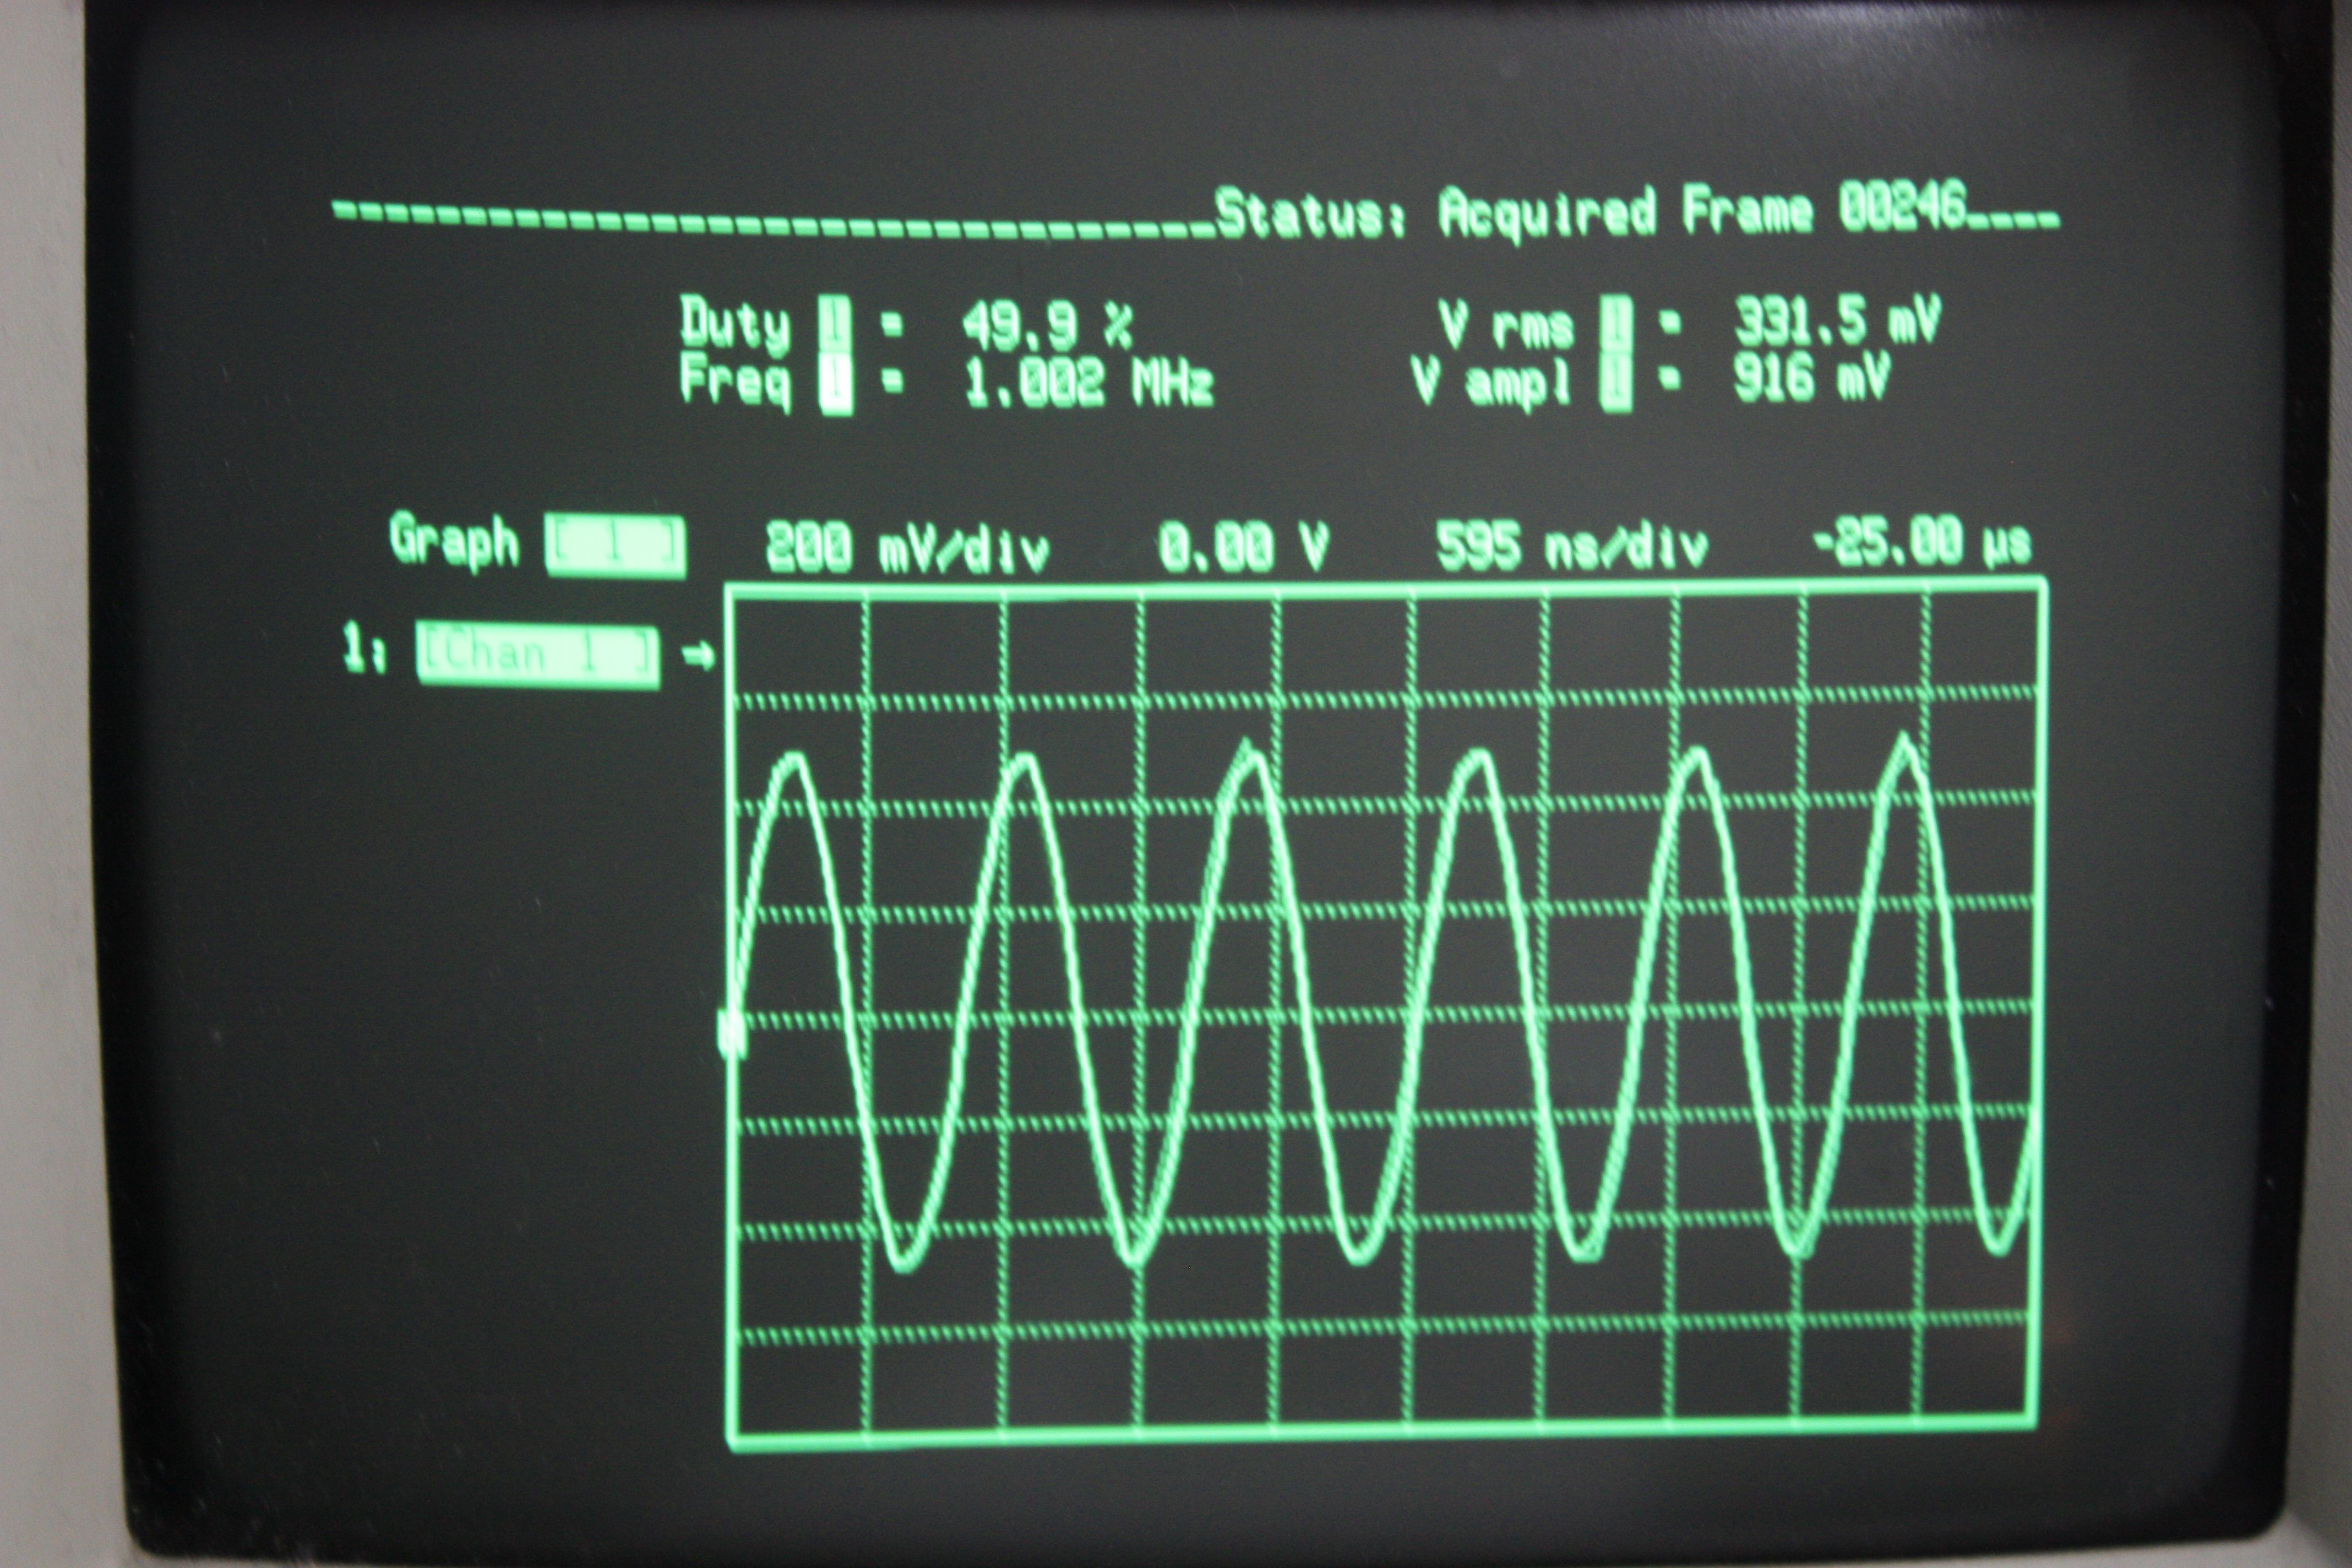 Status: Acquired Frame 00246
Duty 1 = 49.9 % V rms 1 = 331.5 mV
Freq 1 = 1.002 MHz V ampl 1 = 916 mV
Graph [ 1 ] 200 mV/div 0.00 V 595 ns/div -25.00 µs
1: [Chan 1 ] →